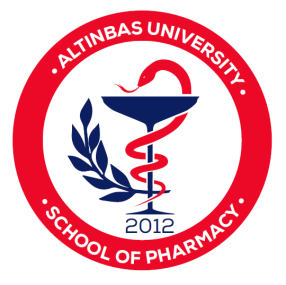 • ALTINBAS UNIVERSITY •
2012
• SCHOOL OF PHARMACY •